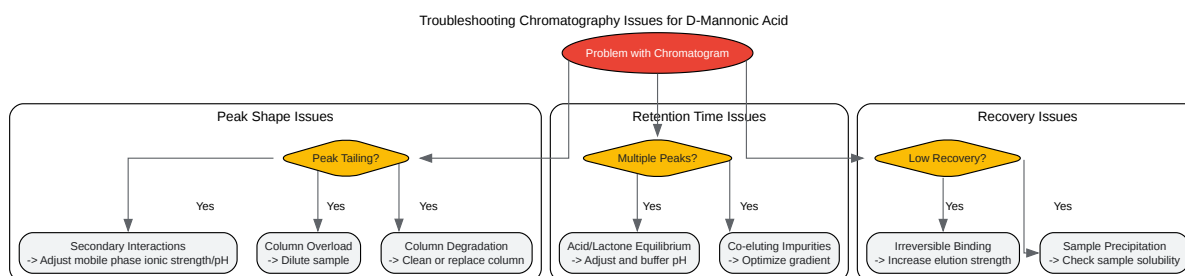 Troubleshooting Chromatography Issues for D-Mannonic Acid
Problem with Chromatogram
Peak Shape Issues
Retention Time Issues
Recovery Issues
Peak Tailing?
Multiple Peaks?
Low Recovery?
Yes
Yes
Yes
Yes
Yes
Yes
Yes
Secondary Interactions
-> Adjust mobile phase ionic strength/pH
Column Overload
-> Dilute sample
Column Degradation
-> Clean or replace column
Acid/Lactone Equilibrium
-> Adjust and buffer pH
Co-eluting Impurities
-> Optimize gradient
Irreversible Binding
-> Increase elution strength
Sample Precipitation
-> Check sample solubility